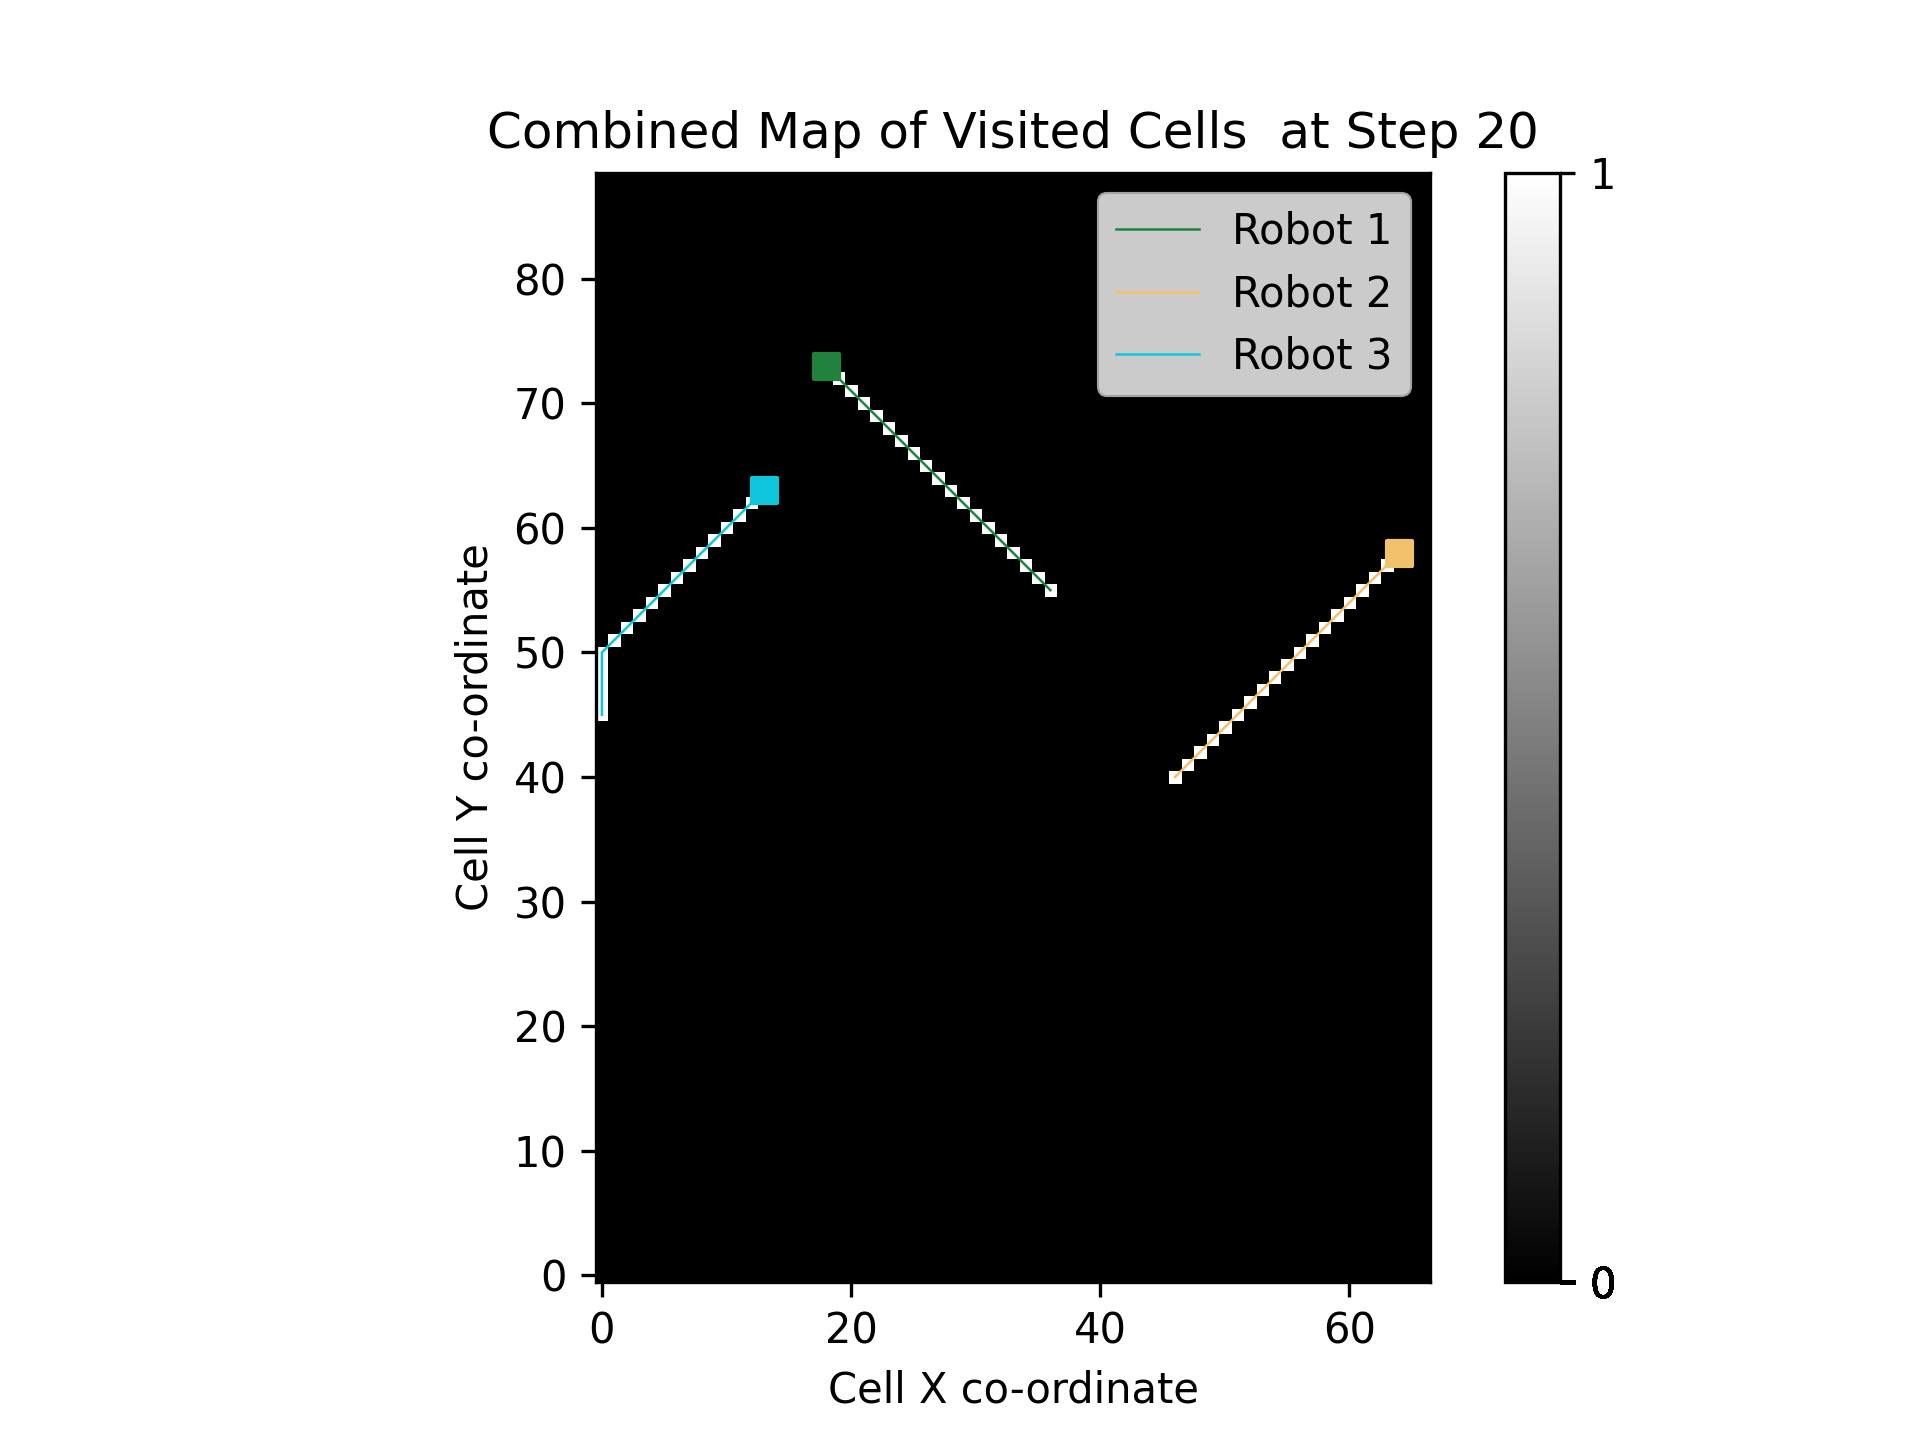 Combined Map of Visited Cells  at Step 20
Robot 1
Robot 2
Robot 3
1
0
80
70
60
50
40
30
20
10
0
Cell Y co-ordinate
0 20 40 60
Cell X co-ordinate